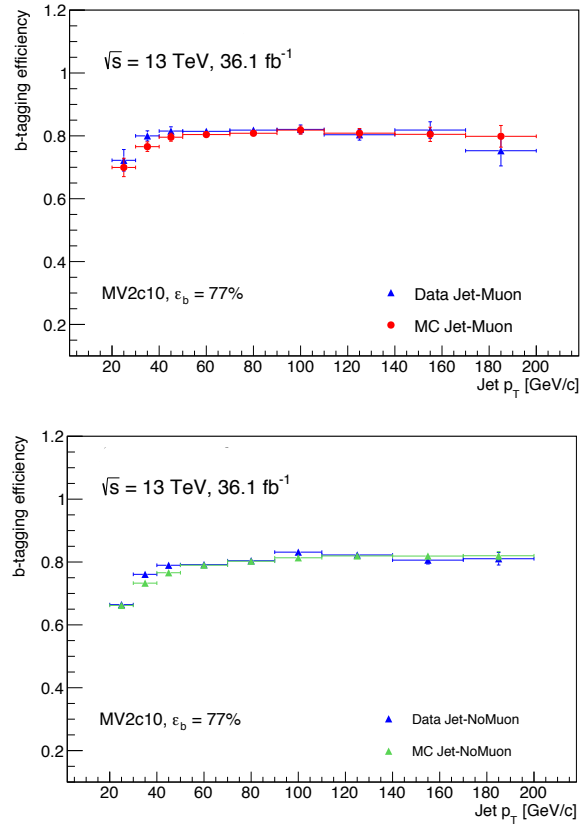 1.2
√s = 13 TeV, 36.1 fb⁻¹
1
0.8
0.6
0.4
0.2
b-tagging efficiency
MV2c10, ε_b = 77%
Data Jet-Muon
MC Jet-Muon
20 40 60 80 100 120 140 160 180 200
Jet p_T [GeV/c]
1.2
√s = 13 TeV, 36.1 fb⁻¹
1
0.8
0.6
0.4
0.2
b-tagging efficiency
MV2c10, ε_b = 77%
Data Jet-NoMuon
MC Jet-NoMuon
20 40 60 80 100 120 140 160 180 200
Jet p_T [GeV/c]